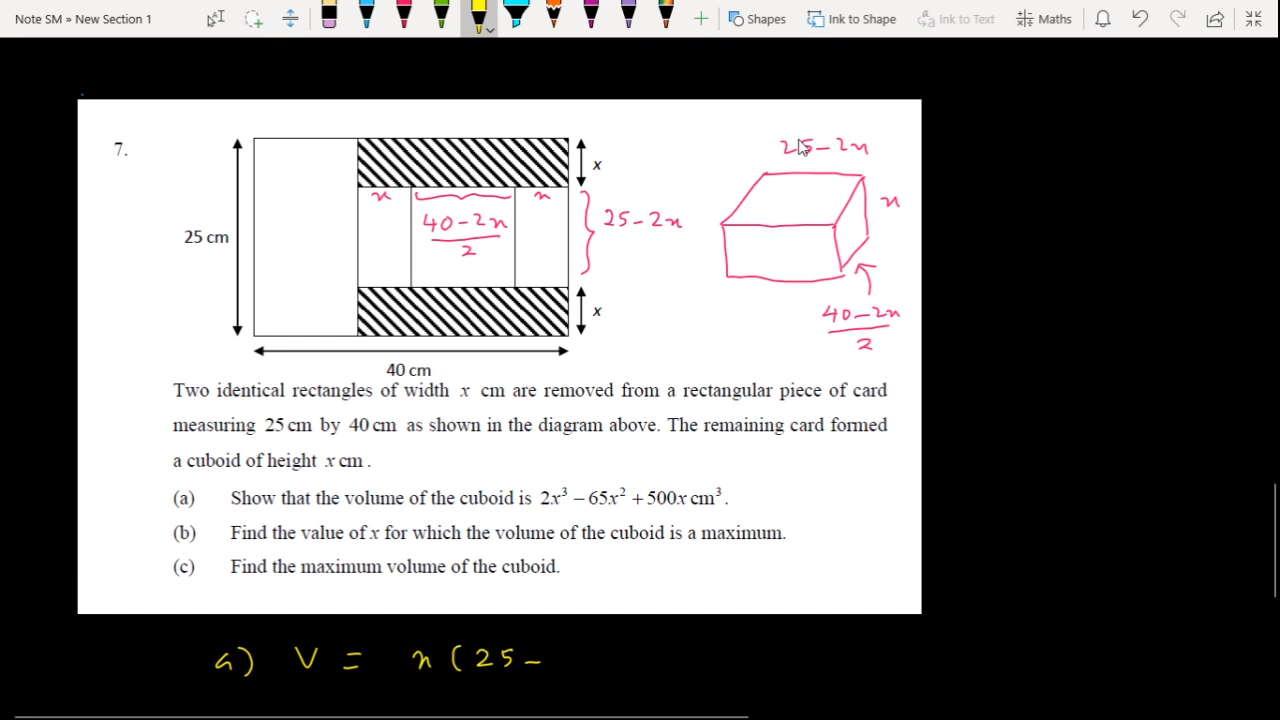 Note SM » New Section 1
Shapes
Ink to Shape
Ink to Text
Maths
7.
25 cm
x
x
40 cm
x
x
40-2x
2
25-2x
25-2x
x
40-2x
2
Two identical rectangles of width x cm are removed from a rectangular piece of card
measuring 25 cm by 40 cm as shown in the diagram above. The remaining card formed
a cuboid of height x cm.
(a) Show that the volume of the cuboid is 2x³ − 65x² + 500x cm³.
(b) Find the value of x for which the volume of the cuboid is a maximum.
(c) Find the maximum volume of the cuboid.
a) V = x (25 −